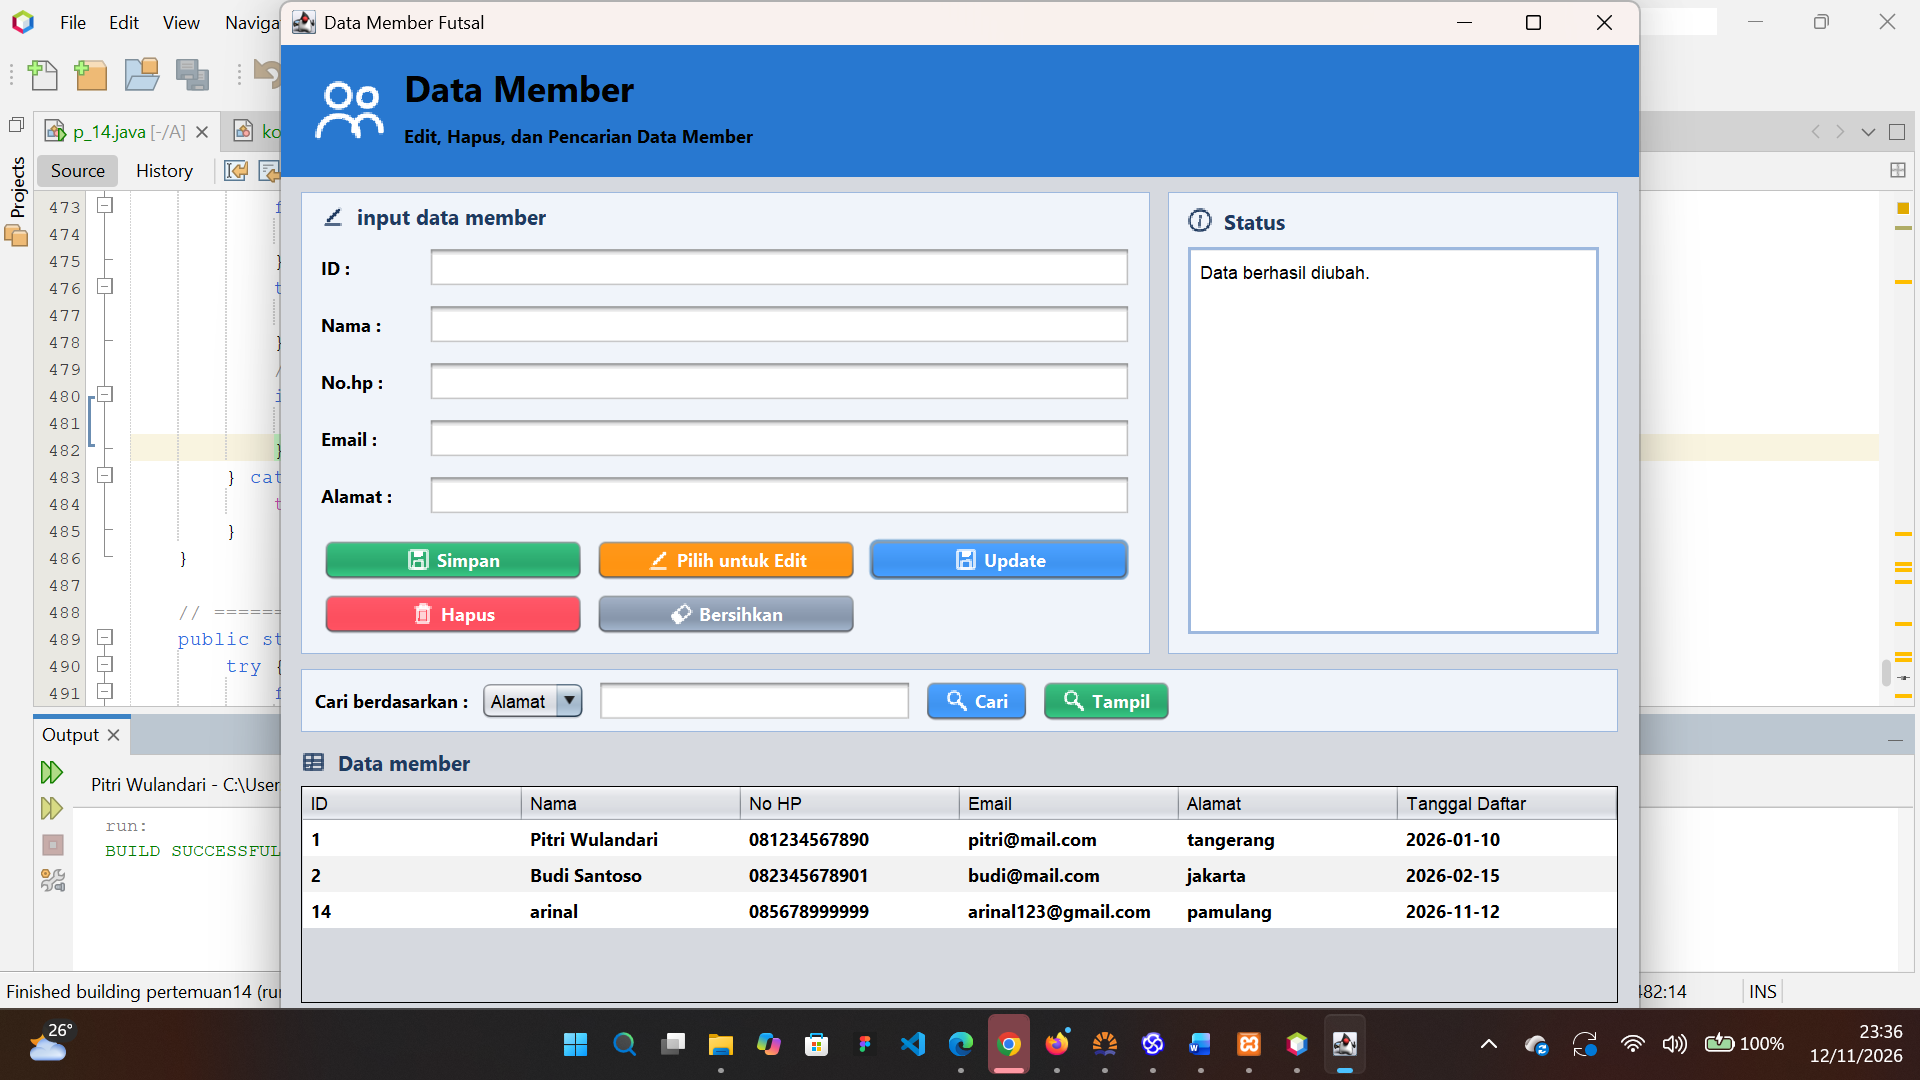 File Edit View Naviga
Data Member Futsal
p_14.java [-/A]
ko
Projects
Source History
Data Member
Edit, Hapus, dan Pencarian Data Member
473
474
475 }
476
477
478 }
479
480
481
482 }
483 } cat
484
485 }
486 }
487
488 // ======
489 public st
490 try {
491
input data member
ID :
Nama :
No.hp :
Email :
Alamat :
Simpan
Pilih untuk Edit
Update
Hapus
Bersihkan
Status
Data berhasil diubah.
Cari berdasarkan : Alamat Cari Tampil
Data member
ID Nama No HP Email Alamat Tanggal Daftar
1 Pitri Wulandari 081234567890 pitri@mail.com tangerang 2026-01-10
2 Budi Santoso 082345678901 budi@mail.com jakarta 2026-02-15
14 arinal 085678999999 arinal123@gmail.com pamulang 2026-11-12
Output
Pitri Wulandari - C:\User
run:
BUILD SUCCESSFUL
Finished building pertemuan14 (ru
482:14 INS
26°
100%
23:36
12/11/2026